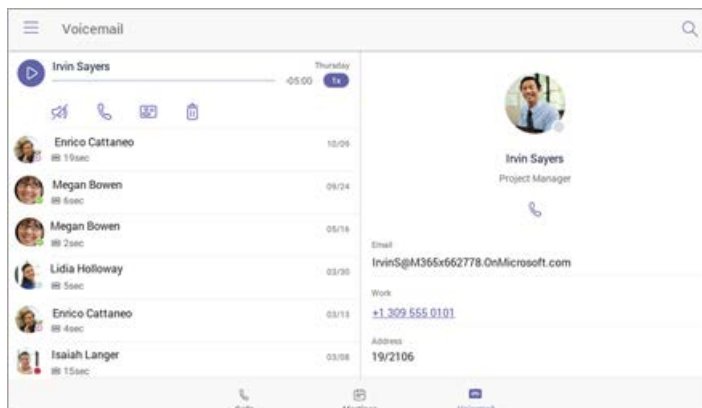 Voicemail
Irvin Sayers
Thursday
-05:00
1x
Enrico Cattaneo
10/09
19sec
Megan Bowen
09/24
6sec
Megan Bowen
05/16
2sec
Lidia Holloway
03/30
5sec
Enrico Cattaneo
03/13
4sec
Isaiah Langer
03/08
15sec
Irvin Sayers
Project Manager
Email
IrvinS@M365x662778.OnMicrosoft.com
Work
+1 309 555 0101
Address
19/2106